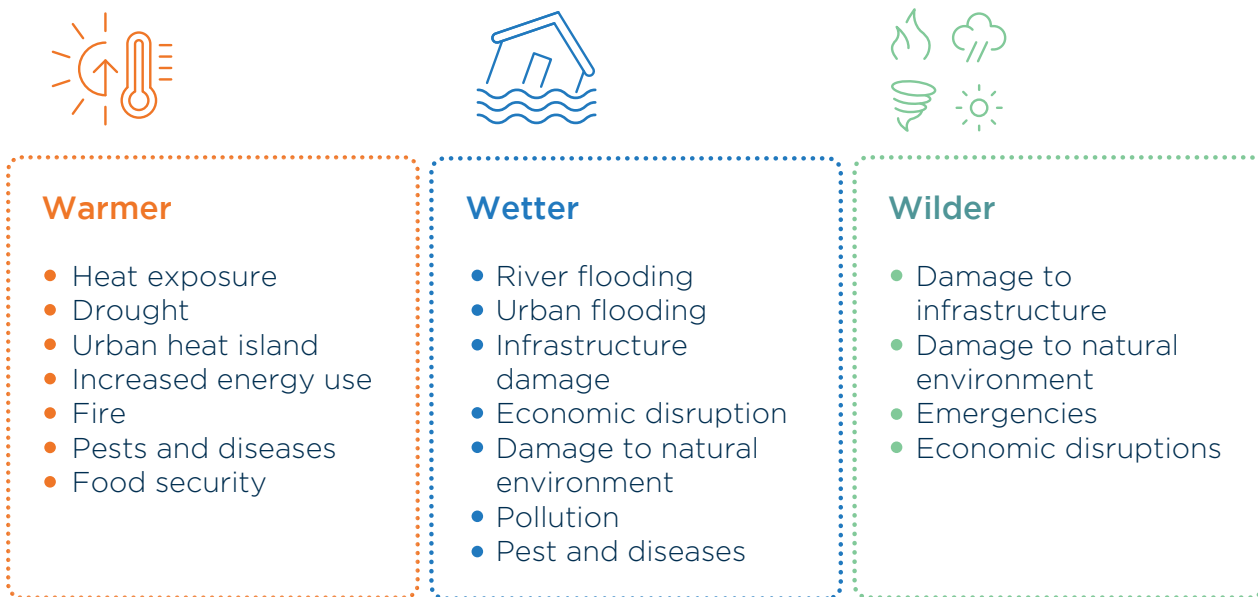 Warmer
• Heat exposure
• Drought
• Urban heat island
• Increased energy use
• Fire
• Pests and diseases
• Food security
Wetter
• River flooding
• Urban flooding
• Infrastructure
damage
• Economic disruption
• Damage to natural
environment
• Pollution
• Pest and diseases
Wilder
• Damage to
infrastructure
• Damage to natural
environment
• Emergencies
• Economic disruptions